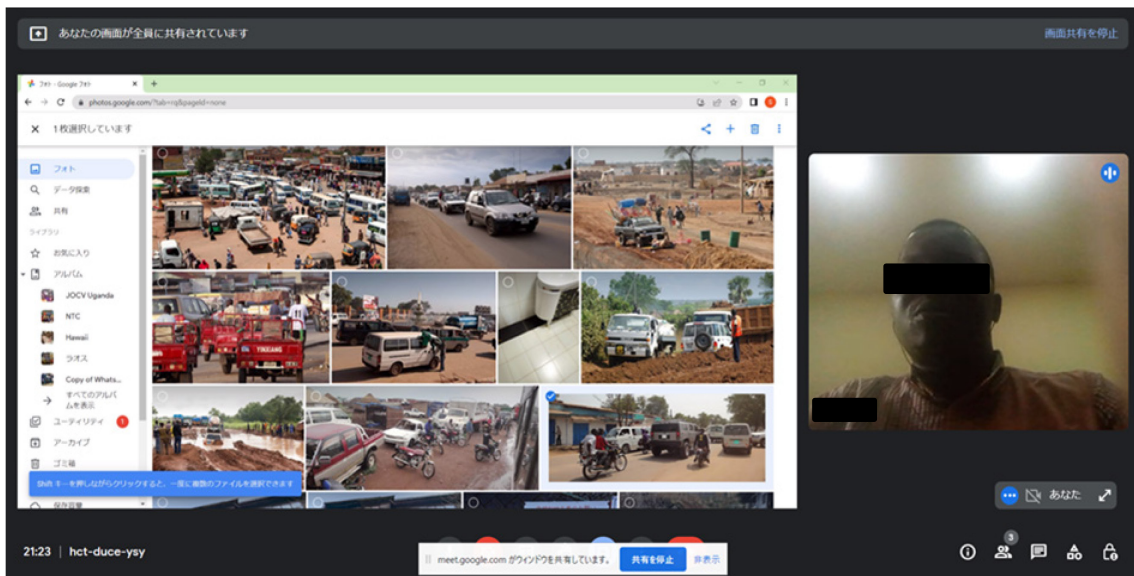 あなたの画面が全員に共有されています
画面共有を停止
フォト - Google フォト
photos.google.com/?tab=rq&pageId=none
1 枚選択しています
フォト
データ探索
共有
ライブラリ
お気に入り
アルバム
JOCV Uganda
NTC
Hawaii
ラオス
Copy of Whats...
すべてのアルバ
ムを表示
ユーティリティ
1
アーカイブ
ゴミ箱
Shift キーを押しながらクリックすると、一度に複数のファイルを選択できます
保存容量
あなた
21:23 | hct-duce-ysy
meet.google.com がウィンドウを共有しています。
共有を停止
非表示
3